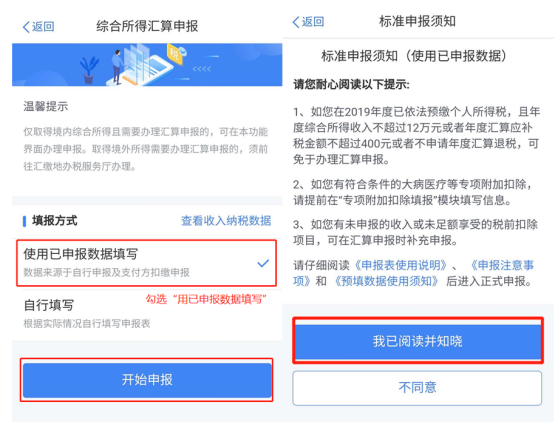 返回
综合所得汇算申报
温馨提示
仅取得境内综合所得且需要办理汇算申报的，可在本功能
界面办理申报。取得境外所得需要办理汇算申报的，须前
往汇缴地办税服务厅办理。
填报方式
查看收入纳税数据
使用已申报数据填写
数据来源于自行申报及支付方扣缴申报
自行填写
勾选“用已申报数据填写”
根据实际情况自行填写申报表
开始申报
返回
标准申报须知
标准申报须知（使用已申报数据）
请您耐心阅读以下提示:
1、如您在2019年度已依法预缴个人所得税，且年
度综合所得收入不超过12万元或者年度汇算应补
税金额不超过400元或者不申请年度汇算退税，可
免于办理汇算申报。
2、如您有符合条件的大病医疗等专项附加扣除，
请提前在“专项附加扣除填报”模块填写信息。
3、如您有未申报的收入或未足额享受的税前扣除
项目，可在汇算申报时补充申报。
请仔细阅读《申报表使用说明》、《申报注意事
项》和《预填数据使用须知》 后进入正式申报。
我已阅读并知晓
不同意